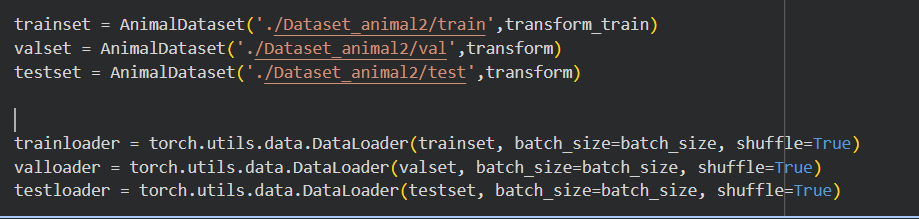 trainset = AnimalDataset('./Dataset_animal2/train',transform_train)
valset = AnimalDataset('./Dataset_animal2/val',transform)
testset = AnimalDataset('./Dataset_animal2/test',transform)
trainloader = torch.utils.data.DataLoader(trainset, batch_size=batch_size, shuffle=True)
valloader = torch.utils.data.DataLoader(valset, batch_size=batch_size, shuffle=True)
testloader = torch.utils.data.DataLoader(testset, batch_size=batch_size, shuffle=True)